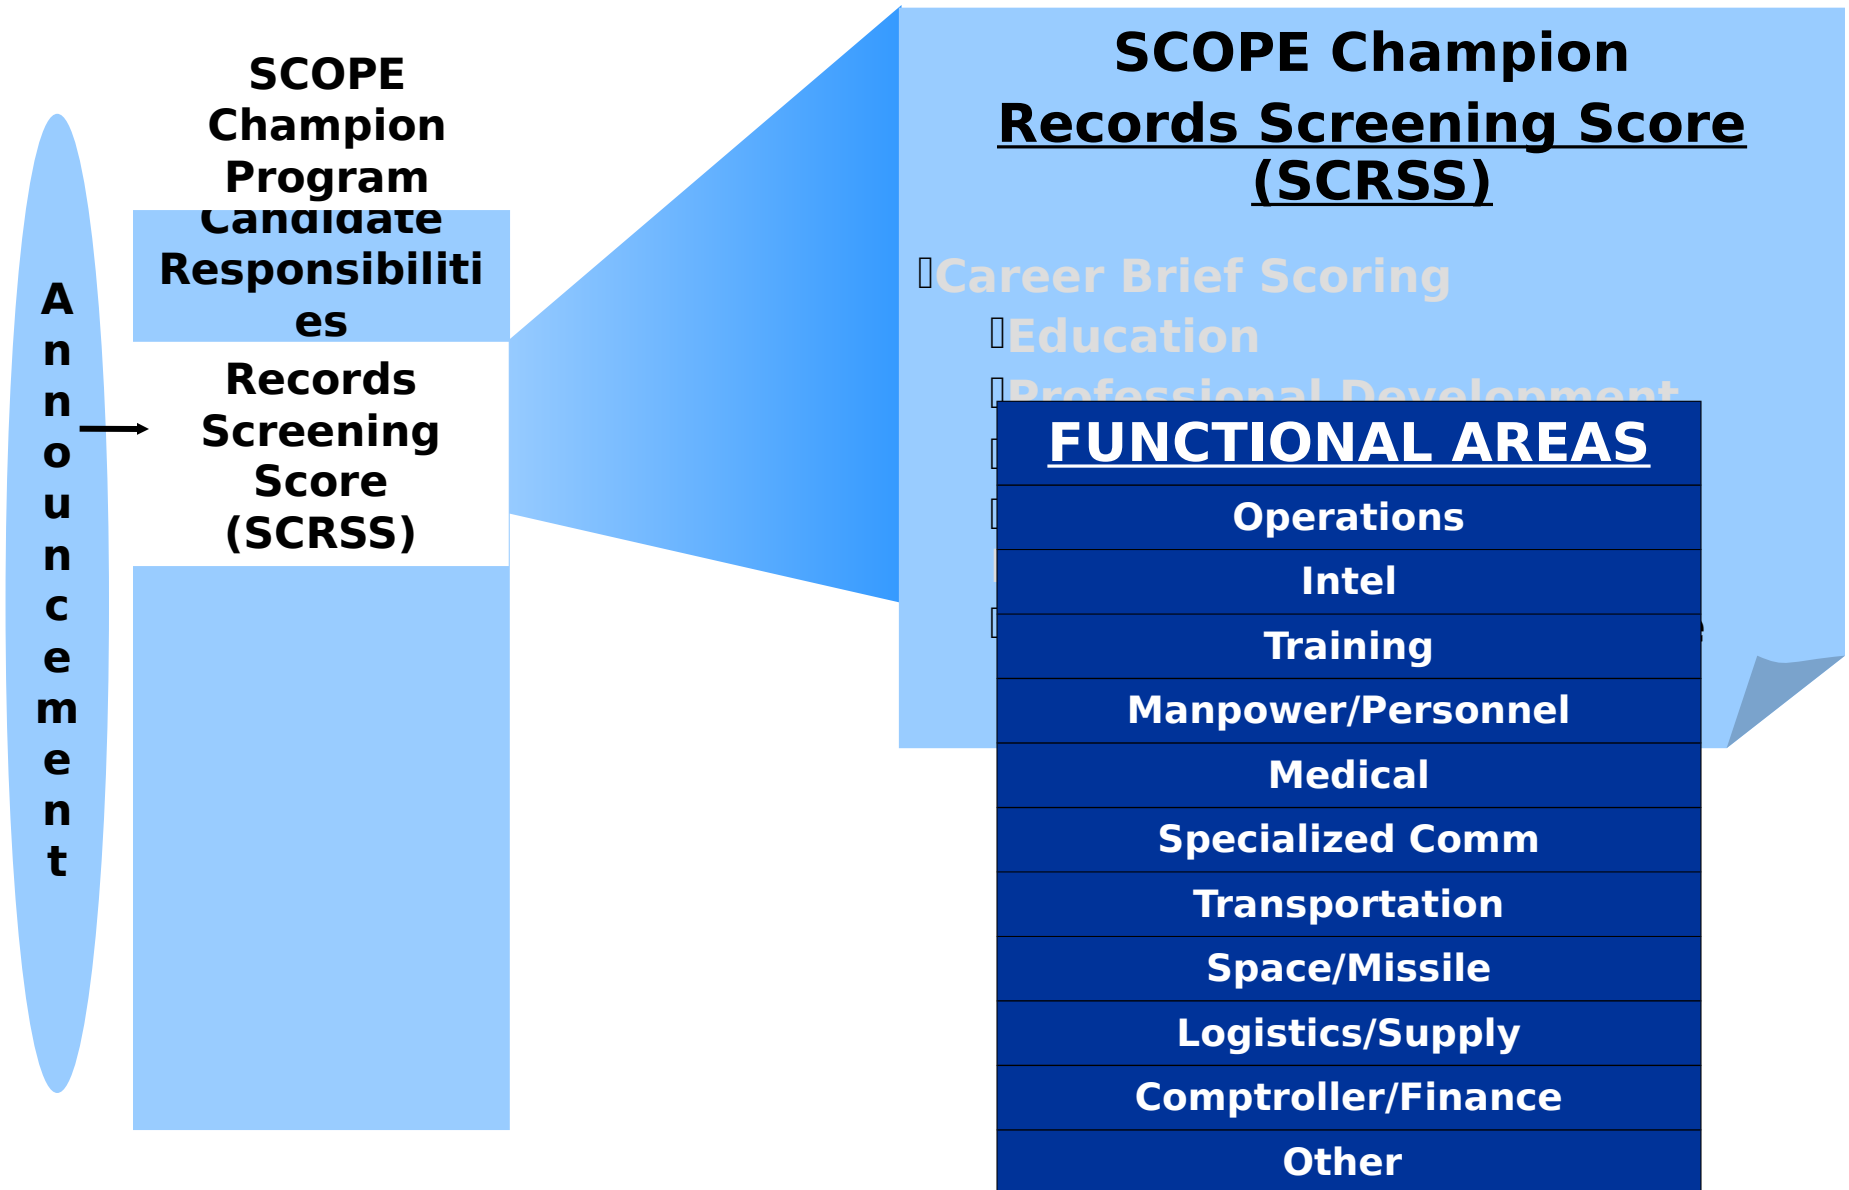 A
n
n
o
u
n
c
e
m
e
n
t
SCOPE
Champion
Program
Candidate
Responsibiliti
es
Records
Screening
Score
(SCRSS)
SCOPE Champion
Records Screening Score
(SCRSS)
Career Brief Scoring
Education
Professional Development
FUNCTIONAL AREAS
Operations
Intel
Training
Manpower/Personnel
Medical
Specialized Comm
Transportation
Space/Missile
Logistics/Supply
Comptroller/Finance
Other